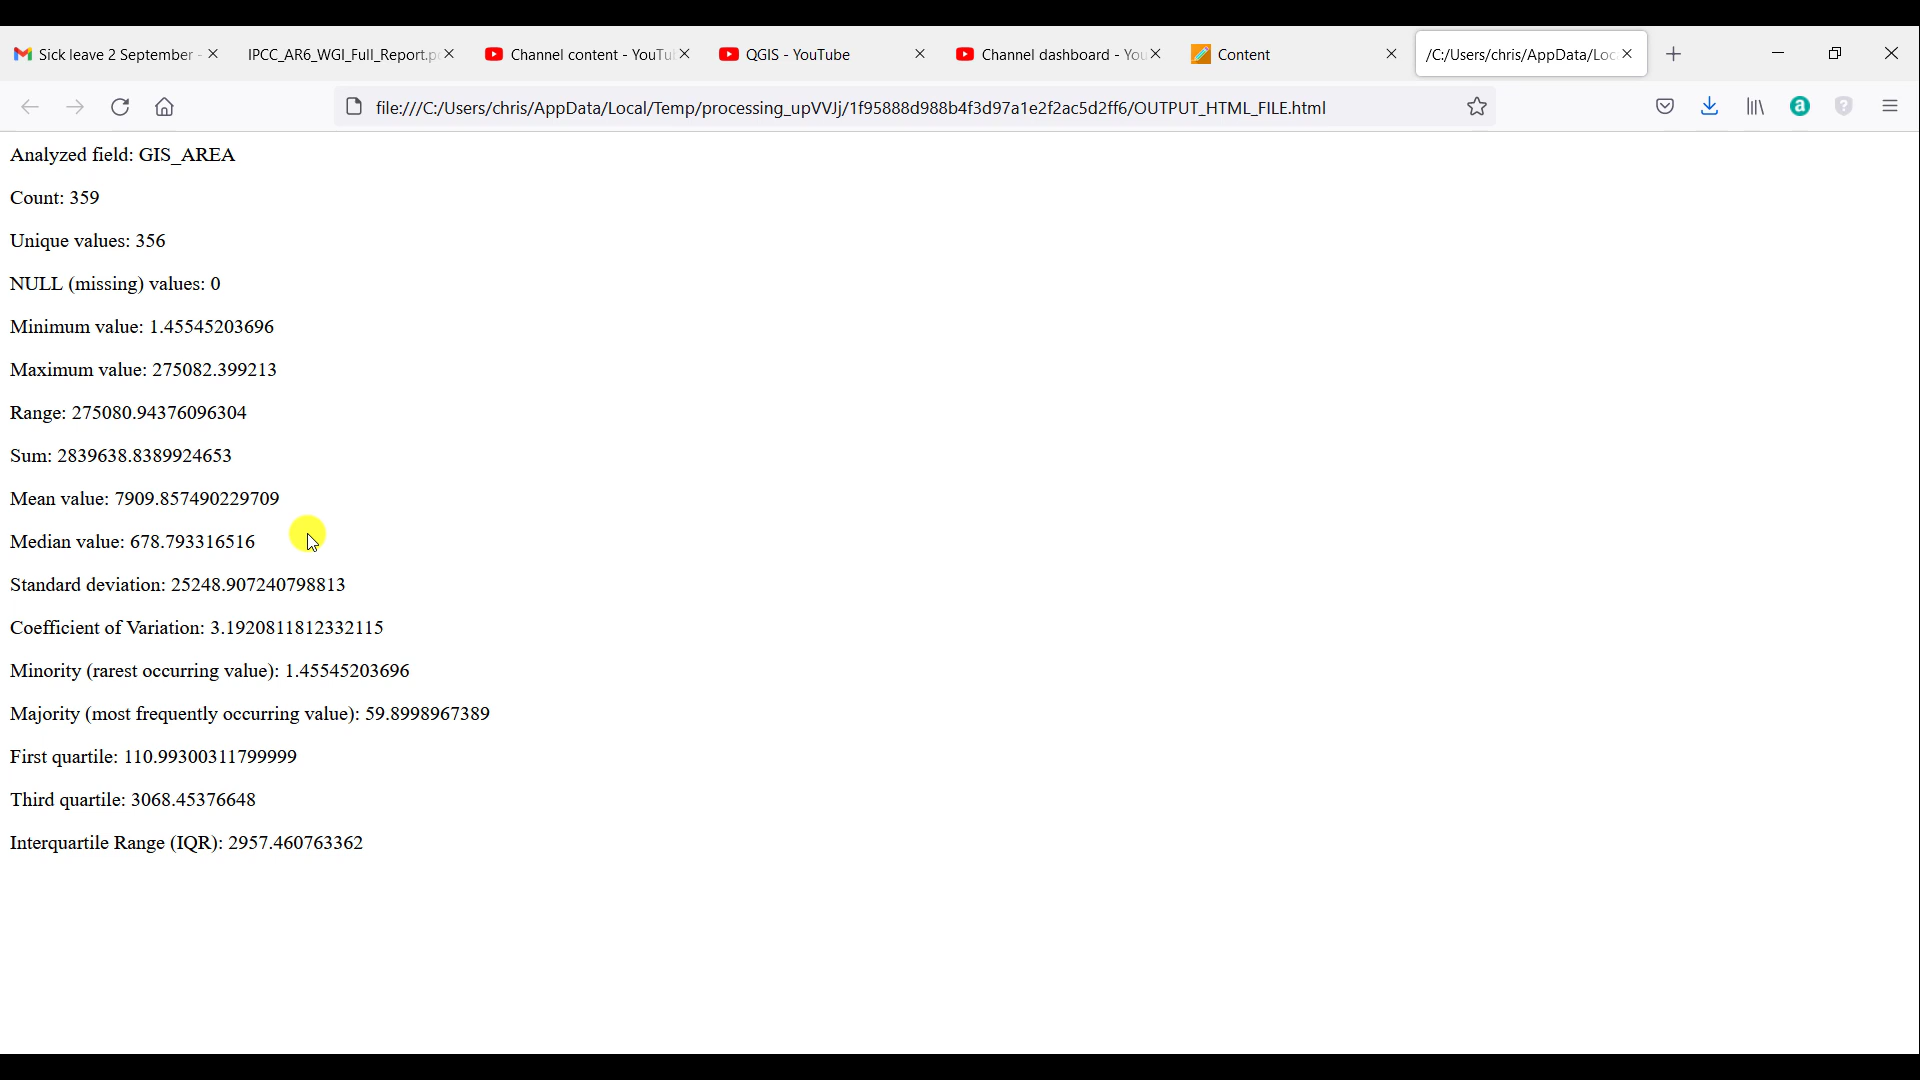 Sick leave 2 September -
IPCC_AR6_WGI_Full_Report.p
Channel content - YouTu
QGIS - YouTube
Channel dashboard - You
Content
/C:/Users/chris/AppData/Loc
file:///C:/Users/chris/AppData/Local/Temp/processing_upVVJj/1f95888d988b4f3d97a1e2f2ac5d2ff6/OUTPUT_HTML_FILE.html
a
Analyzed field: GIS_AREA
Count: 359
Unique values: 356
NULL (missing) values: 0
Minimum value: 1.45545203696
Maximum value: 275082.399213
Range: 275080.94376096304
Sum: 2839638.8389924653
Mean value: 7909.857490229709
Median value: 678.793316516
Standard deviation: 25248.907240798813
Coefficient of Variation: 3.1920811812332115
Minority (rarest occurring value): 1.45545203696
Majority (most frequently occurring value): 59.8998967389
First quartile: 110.99300311799999
Third quartile: 3068.45376648
Interquartile Range (IQR): 2957.460763362